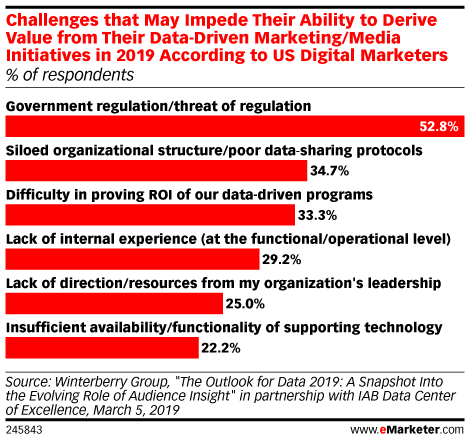 Challenges that May Impede Their Ability to Derive
Value from Their Data-Driven Marketing/Media
Initiatives in 2019 According to US Digital Marketers
% of respondents
Government regulation/threat of regulation
52.8%
Siloed organizational structure/poor data-sharing protocols
34.7%
Difficulty in proving ROI of our data-driven programs
33.3%
Lack of internal experience (at the functional/operational level)
29.2%
Lack of direction/resources from my organization's leadership
25.0%
Insufficient availability/functionality of supporting technology
22.2%
Source: Winterberry Group, "The Outlook for Data 2019: A Snapshot Into
the Evolving Role of Audience Insight" in partnership with IAB Data Center
of Excellence, March 5, 2019
245843 www.eMarketer.com